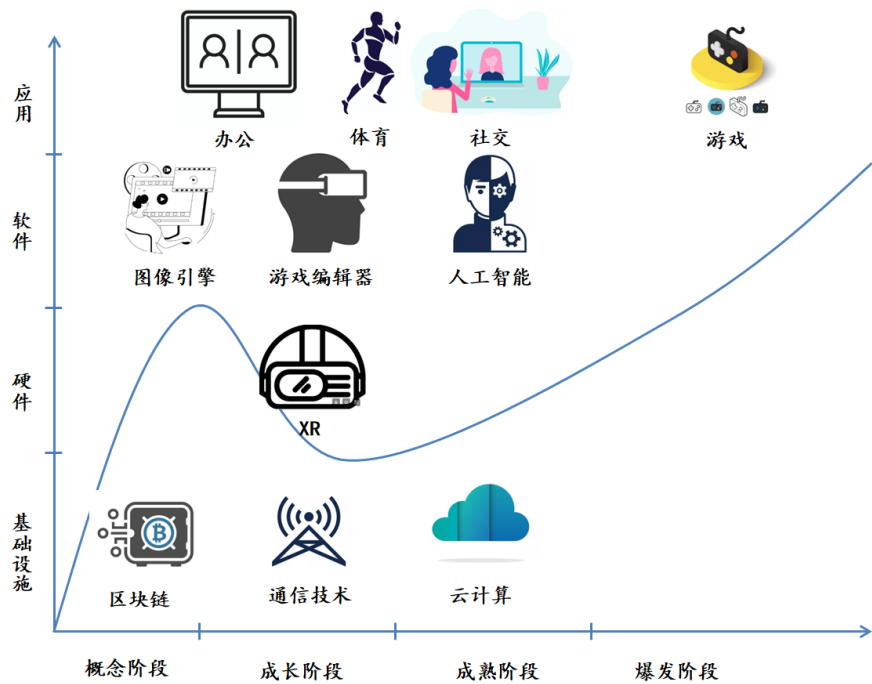 应用
办公
体育
社交
游戏
软件
图像引擎
游戏编辑器
人工智能
硬件
XR
基础设施
区块链
通信技术
云计算
概念阶段
成长阶段
成熟阶段
爆发阶段